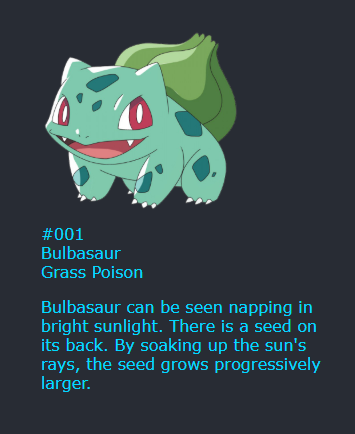 #001
Bulbasaur
Grass Poison
Bulbasaur can be seen napping in
bright sunlight. There is a seed on
its back. By soaking up the sun's
rays, the seed grows progressively
larger.